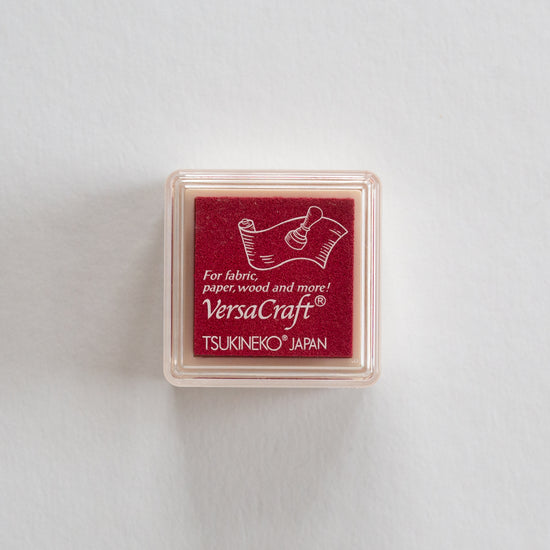 For fabric,
paper, wood and more!
VersaCraft®
TSUKINEKO® JAPAN